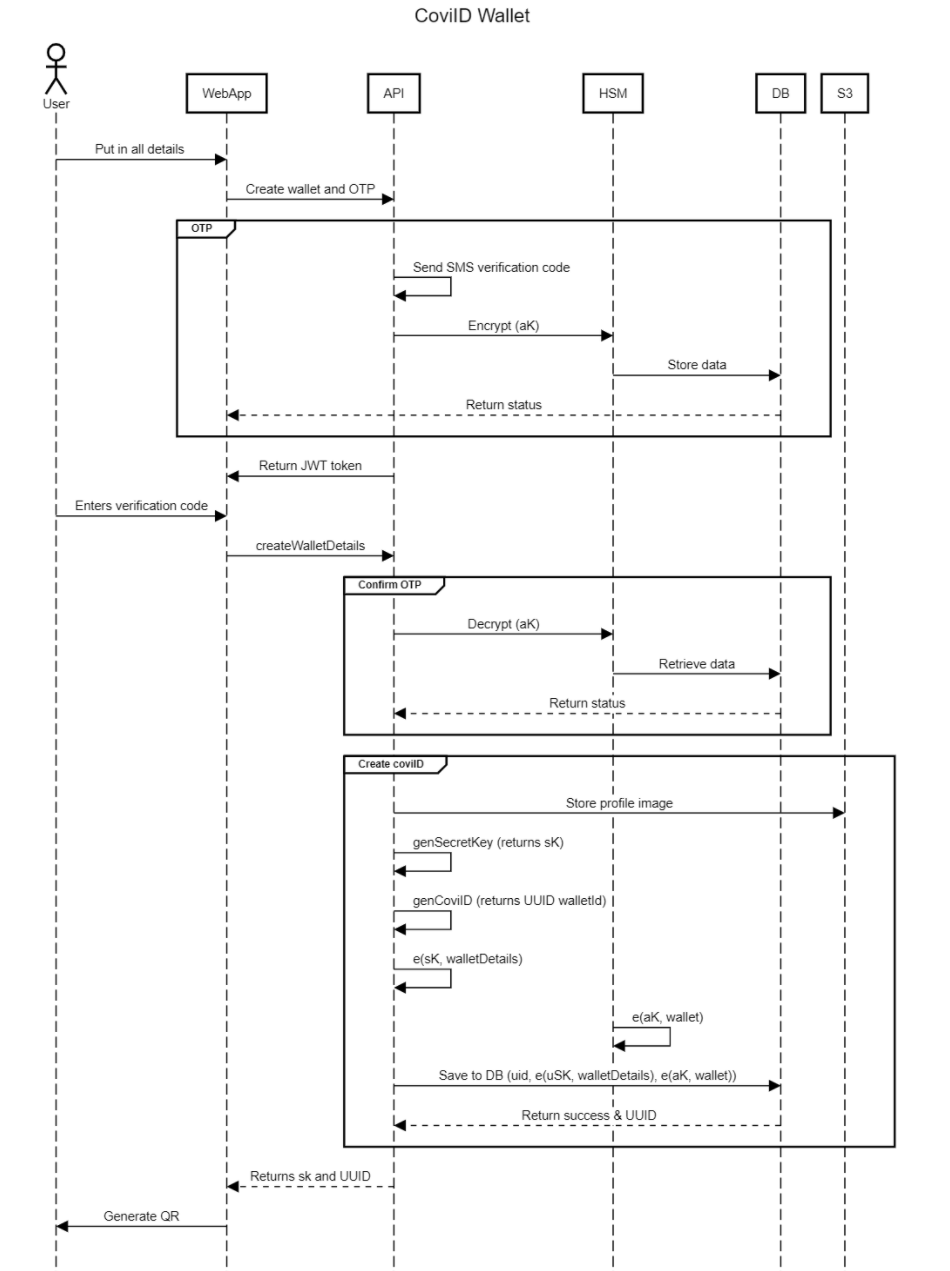 CoviID Wallet
User
WebApp
API
HSM
DB
S3
Put in all details
Create wallet and OTP
OTP
Send SMS verification code
Encrypt (aK)
Store data
Return status
Return JWT token
Enters verification code
createWalletDetails
Confirm OTP
Decrypt (aK)
Retrieve data
Return status
Create coviID
Store profile image
genSecretKey (returns sK)
genCoviID (returns UUID walletId)
e(sK, walletDetails)
e(aK, wallet)
Save to DB (uid, e(uSK, walletDetails), e(aK, wallet))
Return success & UUID
Returns sk and UUID
Generate QR